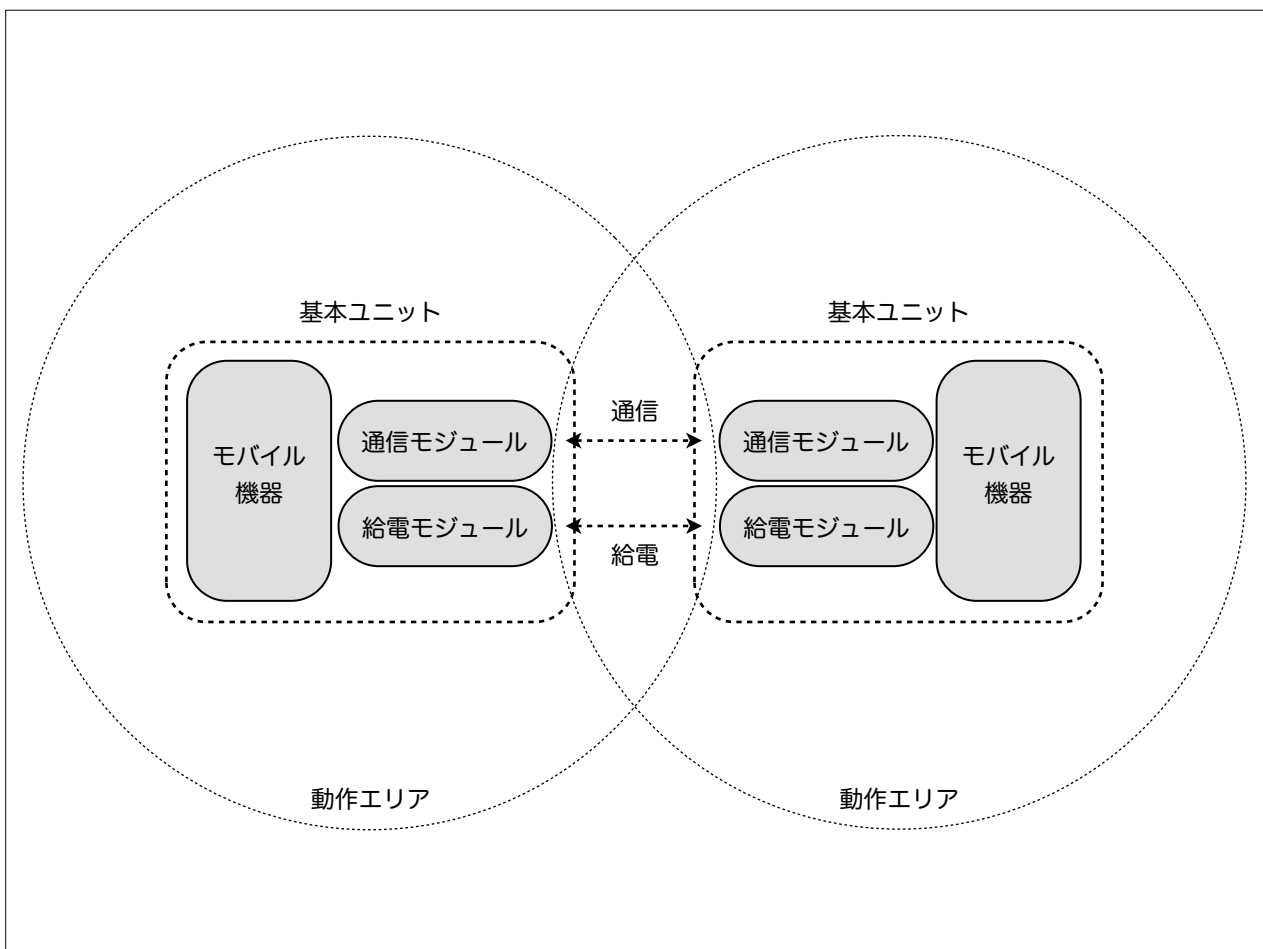 基本ユニット
基本ユニット
モバイル
機器
通信モジュール
給電モジュール
通信
給電
通信モジュール
給電モジュール
モバイル
機器
動作エリア
動作エリア